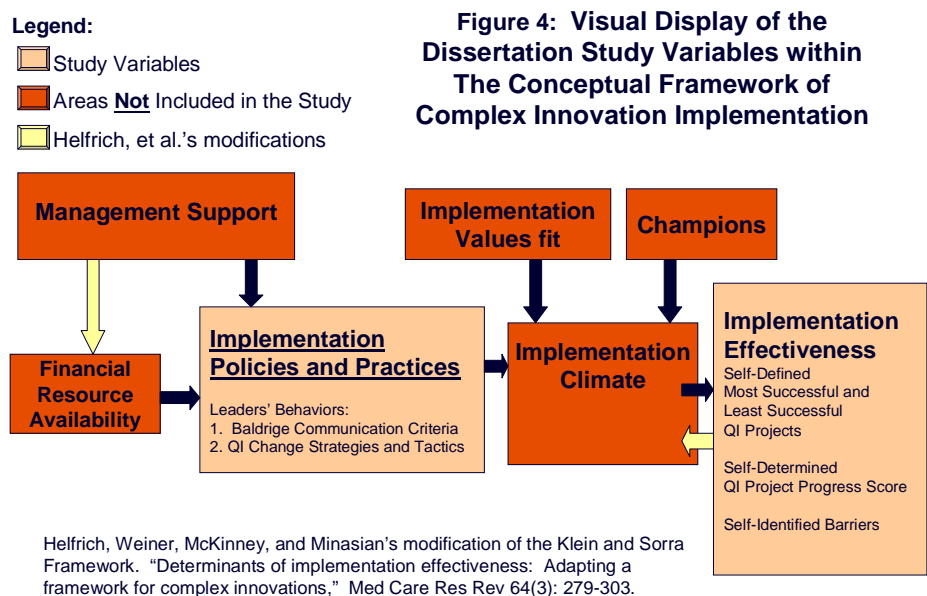 Legend:
Study Variables
Areas Not Included in the Study
Helfrich, et al.'s modifications
Figure 4: Visual Display of the
Dissertation Study Variables within
The Conceptual Framework of
Complex Innovation Implementation
Management Support
Implementation
Values fit
Champions
Financial
Resource
Availability
Implementation
Policies and Practices
Leaders' Behaviors:
1. Baldrige Communication Criteria
2. QI Change Strategies and Tactics
Implementation
Climate
Implementation
Effectiveness
Self-Defined
Most Successful and
Least Successful
QI Projects
Self-Determined
QI Project Progress Score
Self-Identified Barriers
Helfrich, Weiner, McKinney, and Minasian's modification of the Klein and Sorra
Framework. "Determinants of implementation effectiveness: Adapting a
framework for complex innovations," Med Care Res Rev 64(3): 279-303.